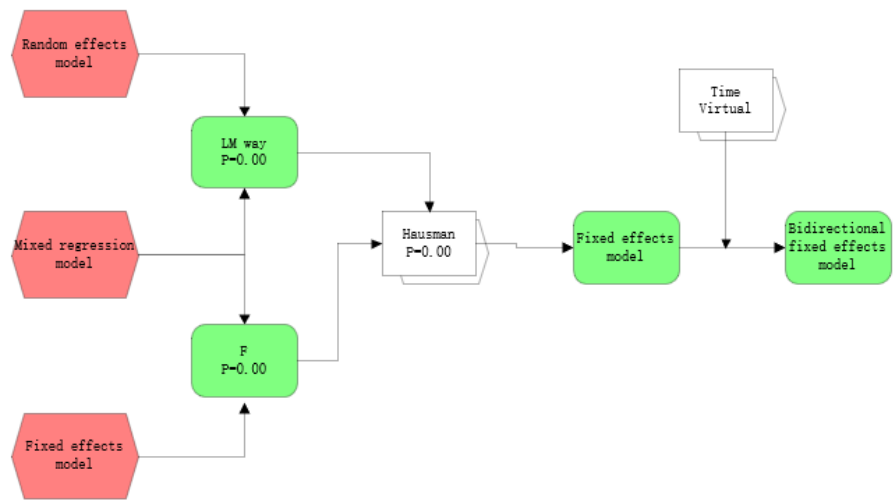 Random effects
model
LM way
P=0.00
Mixed regression
model
F
P=0.00
Fixed effects
model
Hausman
P=0.00
Fixed effects
model
Time
Virtual
Bidirectional
fixed effects
model